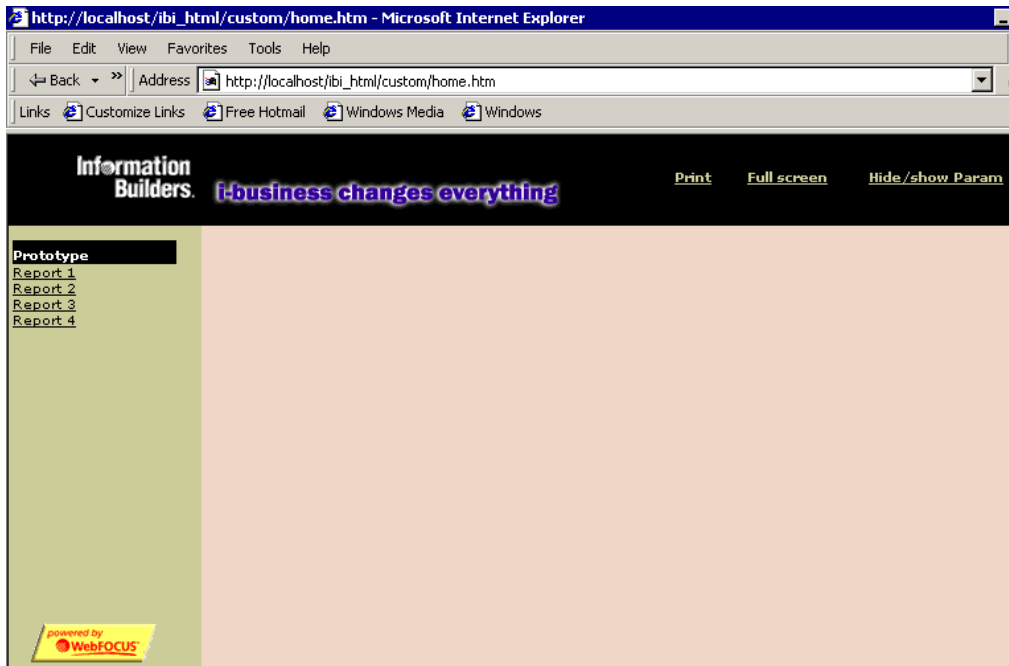 http://localhost/ibi_html/custom/home.htm - Microsoft Internet Explorer
File Edit View Favorites Tools Help
Back » Address http://localhost/ibi_html/custom/home.htm
Links Customize Links Free Hotmail Windows Media Windows
Information
Builders.
i-business changes everything
Print Full screen Hide/show Param
Prototype
Report 1
Report 2
Report 3
Report 4
powered by
WebFOCUS